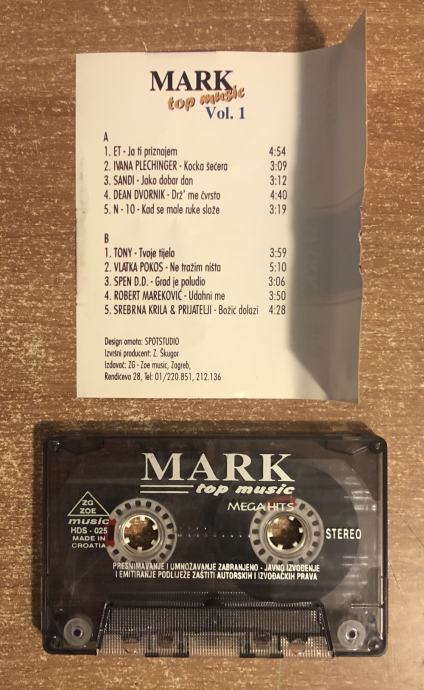 MARK
top music
Vol. 1
A
1. ET - Ja ti priznajem 4:54
2. IVANA PLECHINGER - Kocka šećera 3:09
3. SANDI - Jako dobar dan 3:12
4. DEAN DVORNIK - Drž' me čvrsto 4:40
5. N - 10 - Kad se male ruke slože 3:19
B
1. TONY - Tvoje tijelo 3:59
2. VLATKA POKOS - Ne tražim ništa 5:10
3. SPEN D.D. - Grad je poludio 3:06
4. ROBERT MAREKOVIĆ - Udahni me 3:50
5. SREBRNA KRILA & PRIJATELJI - Božić dolazi 4:28
Design omota: SPOTSTUDIO
Izvršni producent: Z. Škugor
Izdavač: ZG - Zoe music, Zagreb,
Rendiceva 28, Tel: 01/220.851, 212.136
MARK
top music
MEGA HITS
ZG
ZOE
music
HDS - 025
MADE IN
CROATIA
STEREO
PRESNIMAVANJE I UMNOŽAVANJE ZABRANJENO - JAVNO IZVOĐENJE
I EMITIRANJE PODLIJEŽE ZAŠTITI AUTORSKIH I IZVOĐAČKIH PRAVA